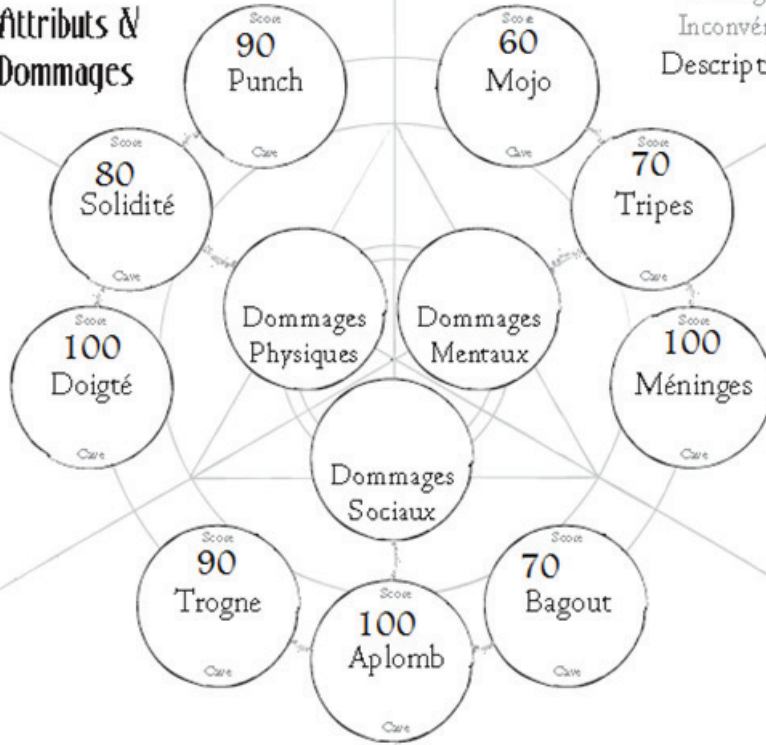 Attributs &
Dommages
Inconvén
Descript
Score
90
Punch
Cave
Score
60
Mojo
Cave
Score
80
Solidité
Cave
Score
70
Tripes
Cave
Score
100
Doigté
Cave
Dommages
Physiques
Dommages
Mentaux
Score
100
Méninges
Cave
Dommages
Sociaux
Score
90
Trogne
Cave
Score
100
Aplomb
Cave
Score
70
Bagout
Cave